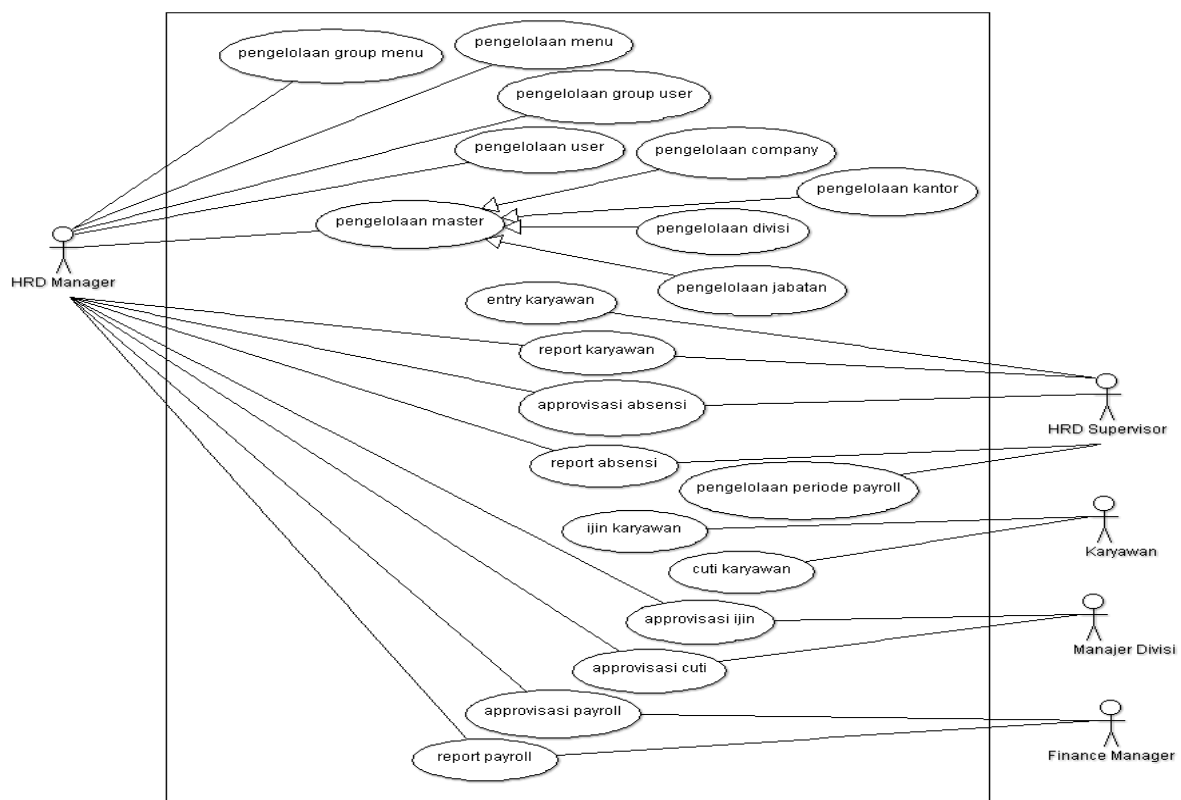 pengelolaan group menu
pengelolaan menu
pengelolaan group user
pengelolaan user
pengelolaan company
pengelolaan kantor
pengelolaan master
pengelolaan divisi
HRD Manager
pengelolaan jabatan
entry karyawan
report karyawan
approvisasi absensi
HRD Supervisor
report absensi
pengelolaan periode payroll
ijin karyawan
Karyawan
cuti karyawan
approvisasi ijin
Manajer Divisi
approvisasi cuti
approvisasi payroll
report payroll
Finance Manager